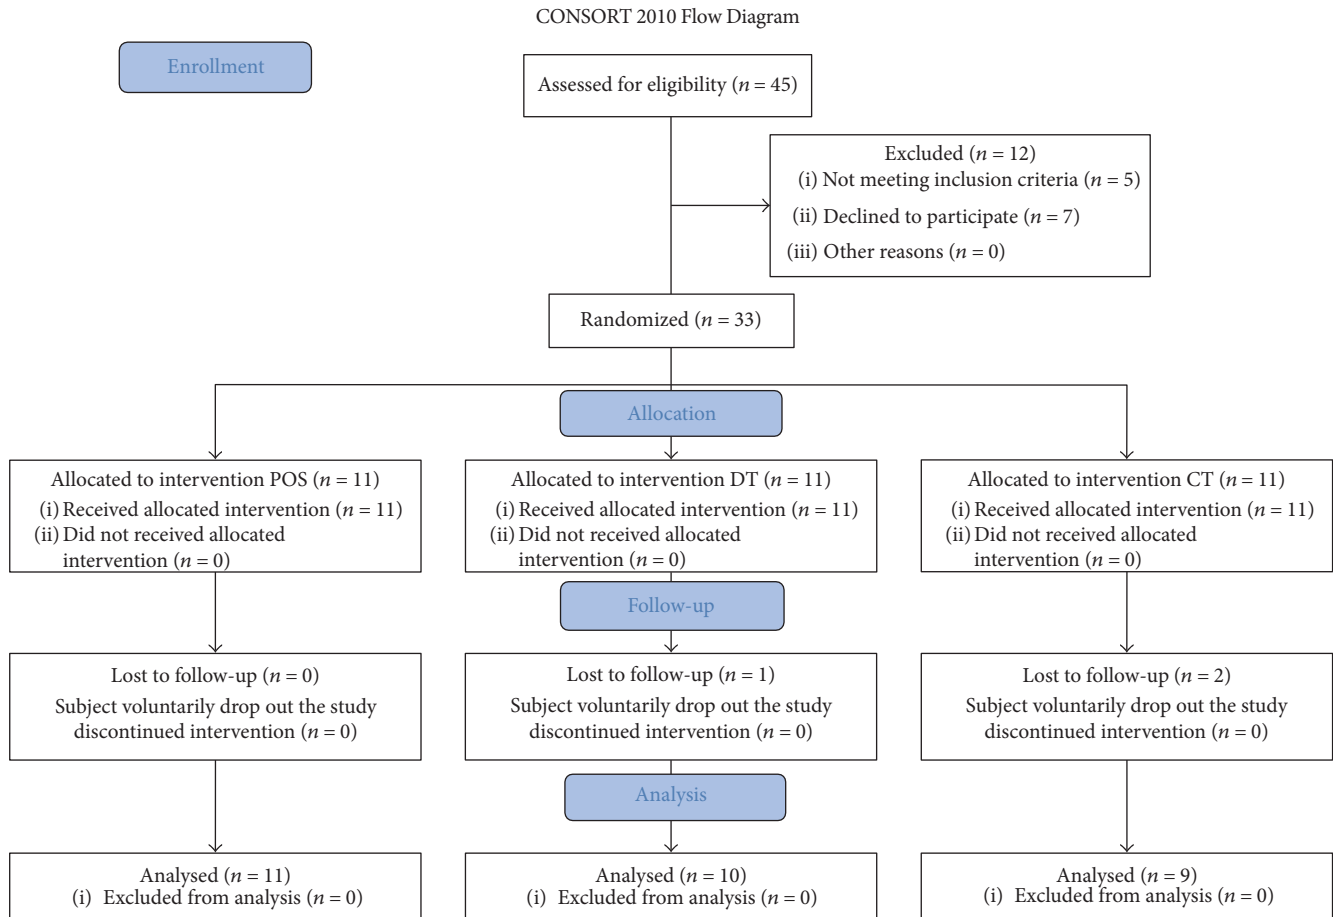 CONSORT 2010 Flow Diagram
Enrollment
Assessed for eligibility (n = 45)
Excluded (n = 12)
(i) Not meeting inclusion criteria (n = 5)
(ii) Declined to participate (n = 7)
(iii) Other reasons (n = 0)
Randomized (n = 33)
Allocation
Allocated to intervention POS (n = 11)
(i) Received allocated intervention (n = 11)
(ii) Did not received allocated
intervention (n = 0)
Allocated to intervention DT (n = 11)
(i) Received allocated intervention (n = 11)
(ii) Did not received allocated
intervention (n = 0)
Allocated to intervention CT (n = 11)
(i) Received allocated intervention (n = 11)
(ii) Did not received allocated
intervention (n = 0)
Follow-up
Lost to follow-up (n = 0)
Subject voluntarily drop out the study
discontinued intervention (n = 0)
Lost to follow-up (n = 1)
Subject voluntarily drop out the study
discontinued intervention (n = 0)
Lost to follow-up (n = 2)
Subject voluntarily drop out the study
discontinued intervention (n = 0)
Analysis
Analysed (n = 11)
(i) Excluded from analysis (n = 0)
Analysed (n = 10)
(i) Excluded from analysis (n = 0)
Analysed (n = 9)
(i) Excluded from analysis (n = 0)